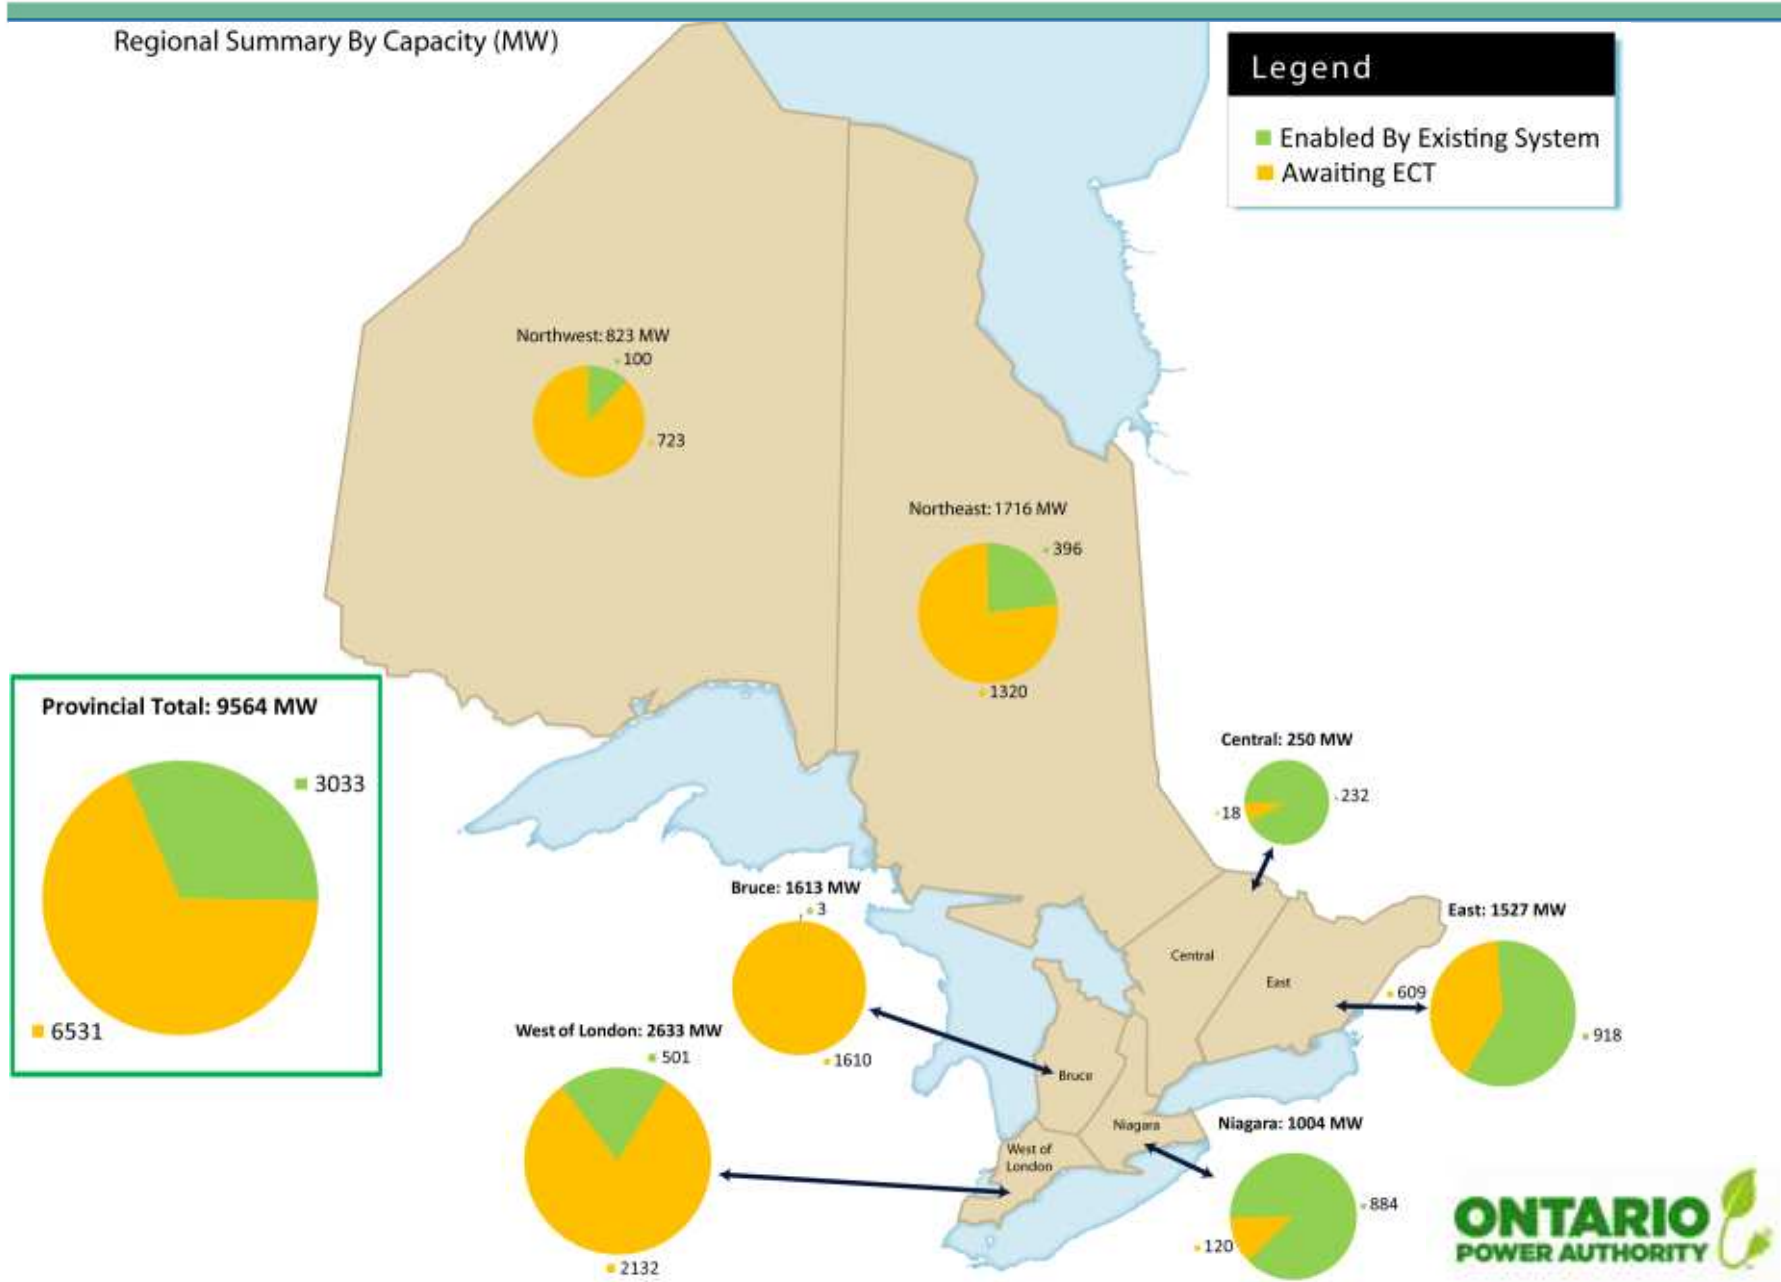 Regional Summary By Capacity (MW)
Legend
Enabled By Existing System
Awaiting ECT
Northwest: 823 MW
100
723
Northeast: 1716 MW
396
1320
Provincial Total: 9564 MW
3033
6531
Central: 250 MW
232
18
Bruce: 1613 MW
3
1610
East: 1527 MW
609
918
Central
East
West of London: 2633 MW
501
2132
Bruce
Niagara
West of
London
Niagara: 1004 MW
884
120
ONTARIO
POWER AUTHORITY